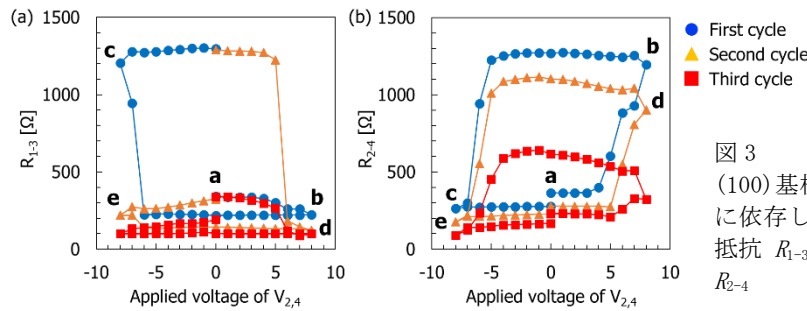 (a)
1500
1000
500
0
R1-3 [Ω]
c
a
b
e
d
-10
-5
0
5
10
Applied voltage of V2,4
(b)
1500
1000
500
0
R2-4 [Ω]
b
d
a
c
e
-10
-5
0
5
10
Applied voltage of V2,4
First cycle
Second cycle
Third cycle
図 3
(100)基
に依存し
抵抗 R1-3
R2-4